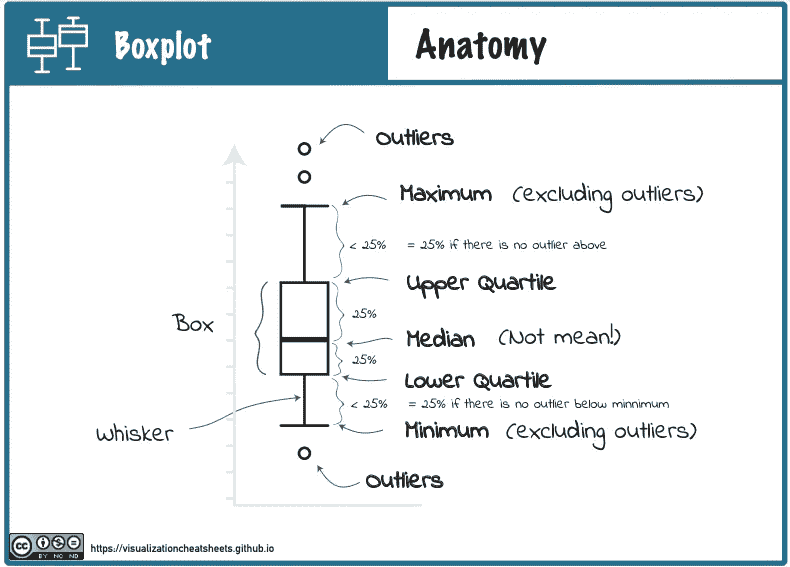 Boxplot
Anatomy
outliers
Maximum (excluding outliers)
< 25% = 25% if there is no outlier above
Upper Quartile
25%
Box
Median (Not mean!)
25%
Lower Quartile
< 25% = 25% if there is no outlier below minnimum
whisker
Minimum (excluding outliers)
outliers
cc
BY NC ND
https://visualizationcheatsheets.github.io